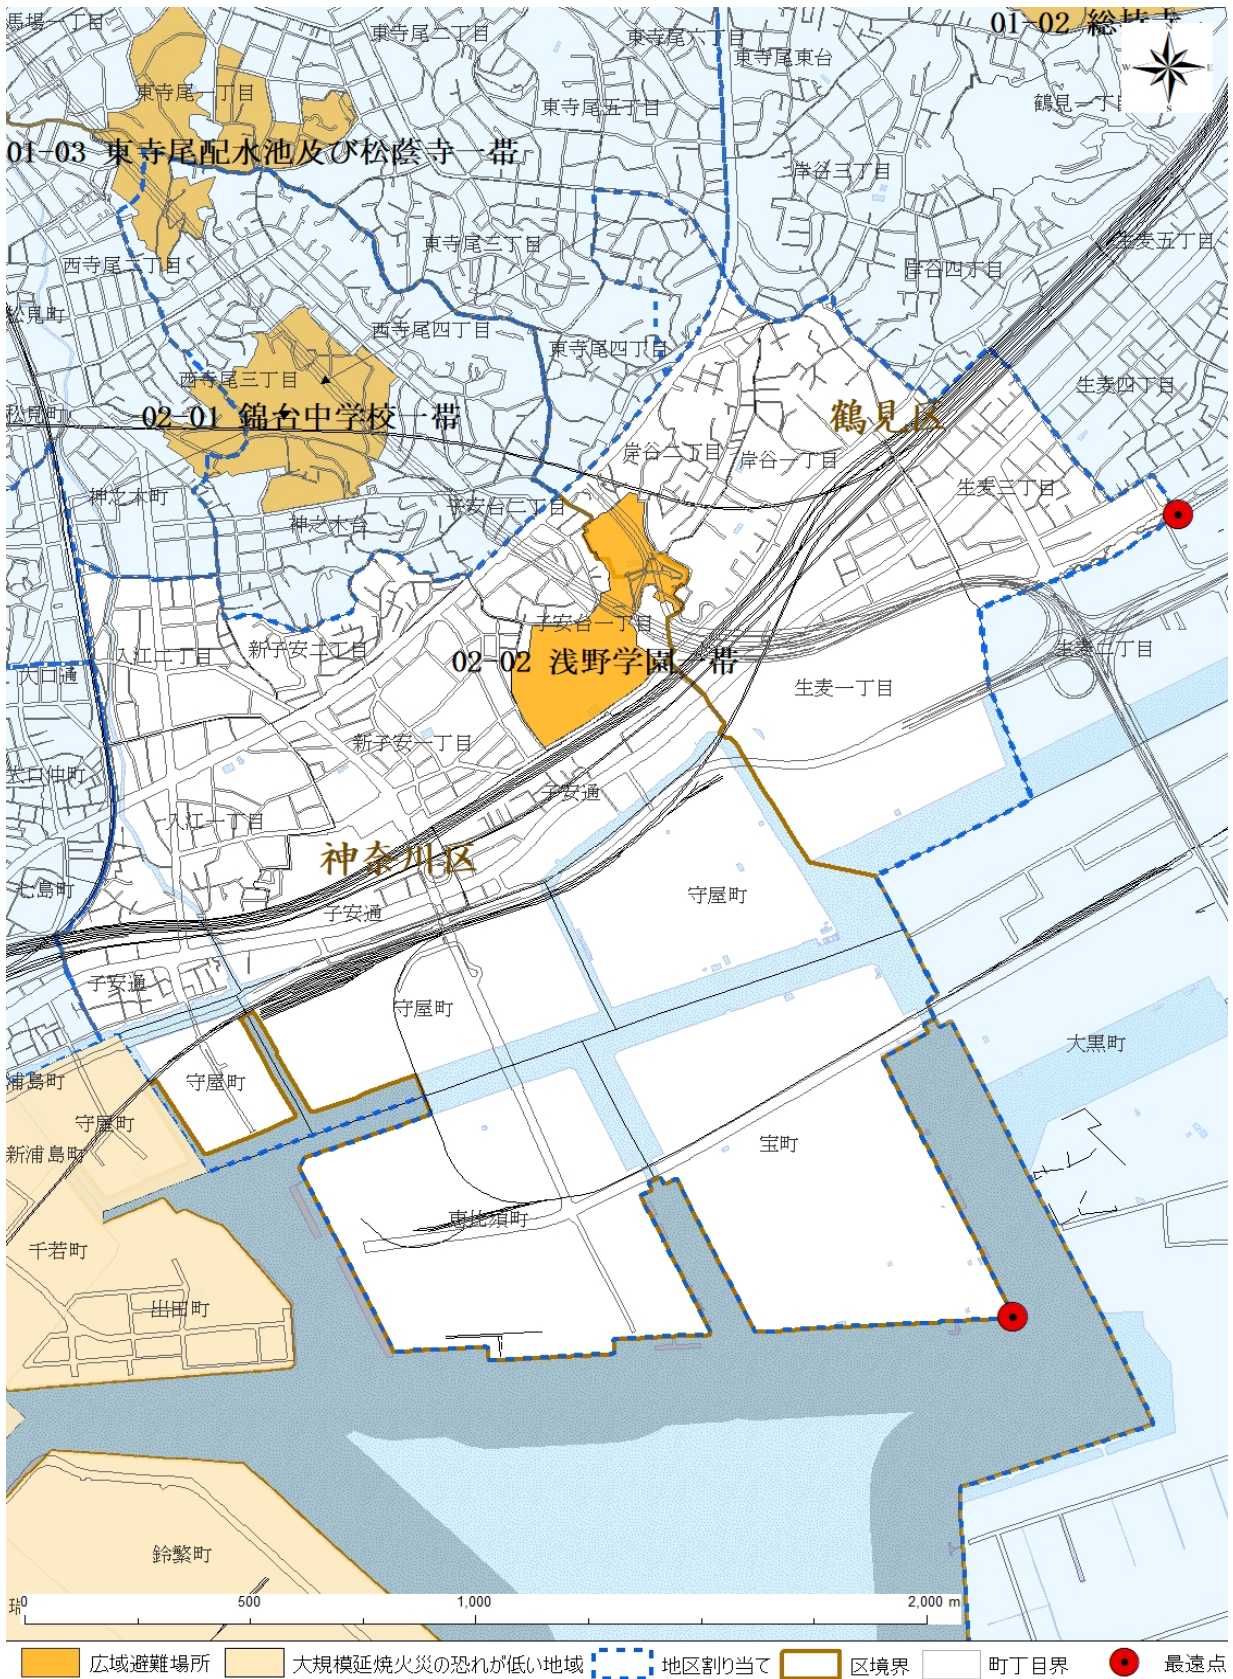 馬場一丁目
東寺尾二丁目
東寺尾六丁目
01-02 総持寺
東寺尾東台
N
W
E
S
東寺尾一丁目
東寺尾五丁目
鶴見一丁目
01-03 東寺尾配水池及び松蔭寺一帯
岸谷三丁目
西寺尾二丁目
東寺尾三丁目
岸谷四丁目
生麦五丁目
松見町
西寺尾四丁目
東寺尾四丁目
西寺尾三丁目
生麦四丁目
松見町
02-01 錦台中学校一帯
鶴見区
岸谷二丁目
岸谷一丁目
神之木町
子安台二丁目
生麦三丁目
神之木台
子安台一丁目
入江二丁目
新子安二丁目
02-02 浅野学園一帯
生麦二丁目
大口通
生麦一丁目
新子安一丁目
大口仲町
子安通
入江一丁目
神奈川区
七島町
守屋町
子安通
子安通
守屋町
大黒町
浦島町
守屋町
守屋町
新浦島町
宝町
恵比須町
千若町
出田町
鈴繁町
瑞
0
500
1,000
2,000 m
広域避難場所
大規模延焼火災の恐れが低い地域
地区割り当て
区境界
町丁目界
最遠点